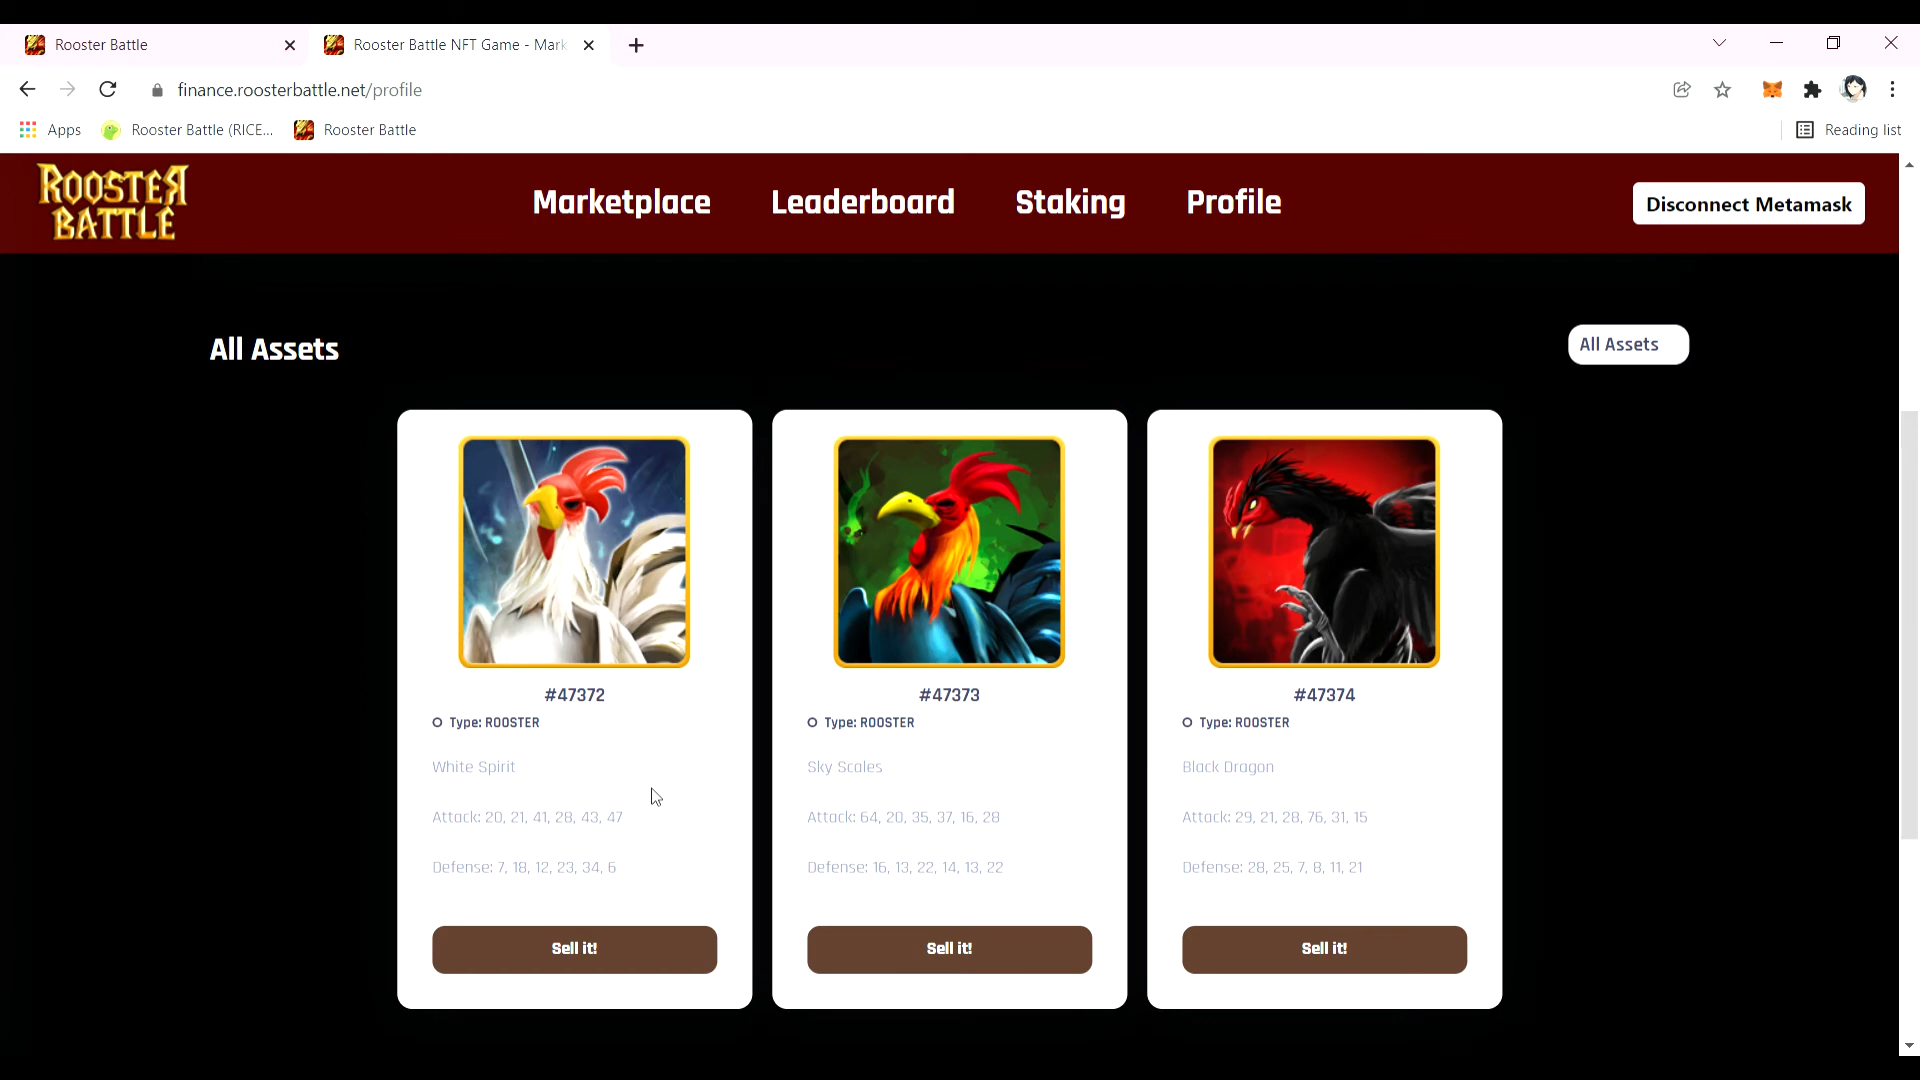 Rooster Battle
Rooster Battle NFT Game - Mark
finance.roosterbattle.net/profile
Apps
Rooster Battle (RICE...
Rooster Battle
Reading list
ROOSTER
BATTLE
Marketplace
Leaderboard
Staking
Profile
Disconnect Metamask
All Assets
All Assets
#47372
Type: ROOSTER
White Spirit
Attack: 20, 21, 41, 28, 43, 47
Defense: 7, 18, 12, 23, 34, 6
Sell it!
#47373
Type: ROOSTER
Sky Scales
Attack: 64, 20, 35, 37, 16, 28
Defense: 16, 13, 22, 14, 13, 22
Sell it!
#47374
Type: ROOSTER
Black Dragon
Attack: 29, 21, 28, 76, 31, 15
Defense: 28, 25, 7, 8, 11, 21
Sell it!